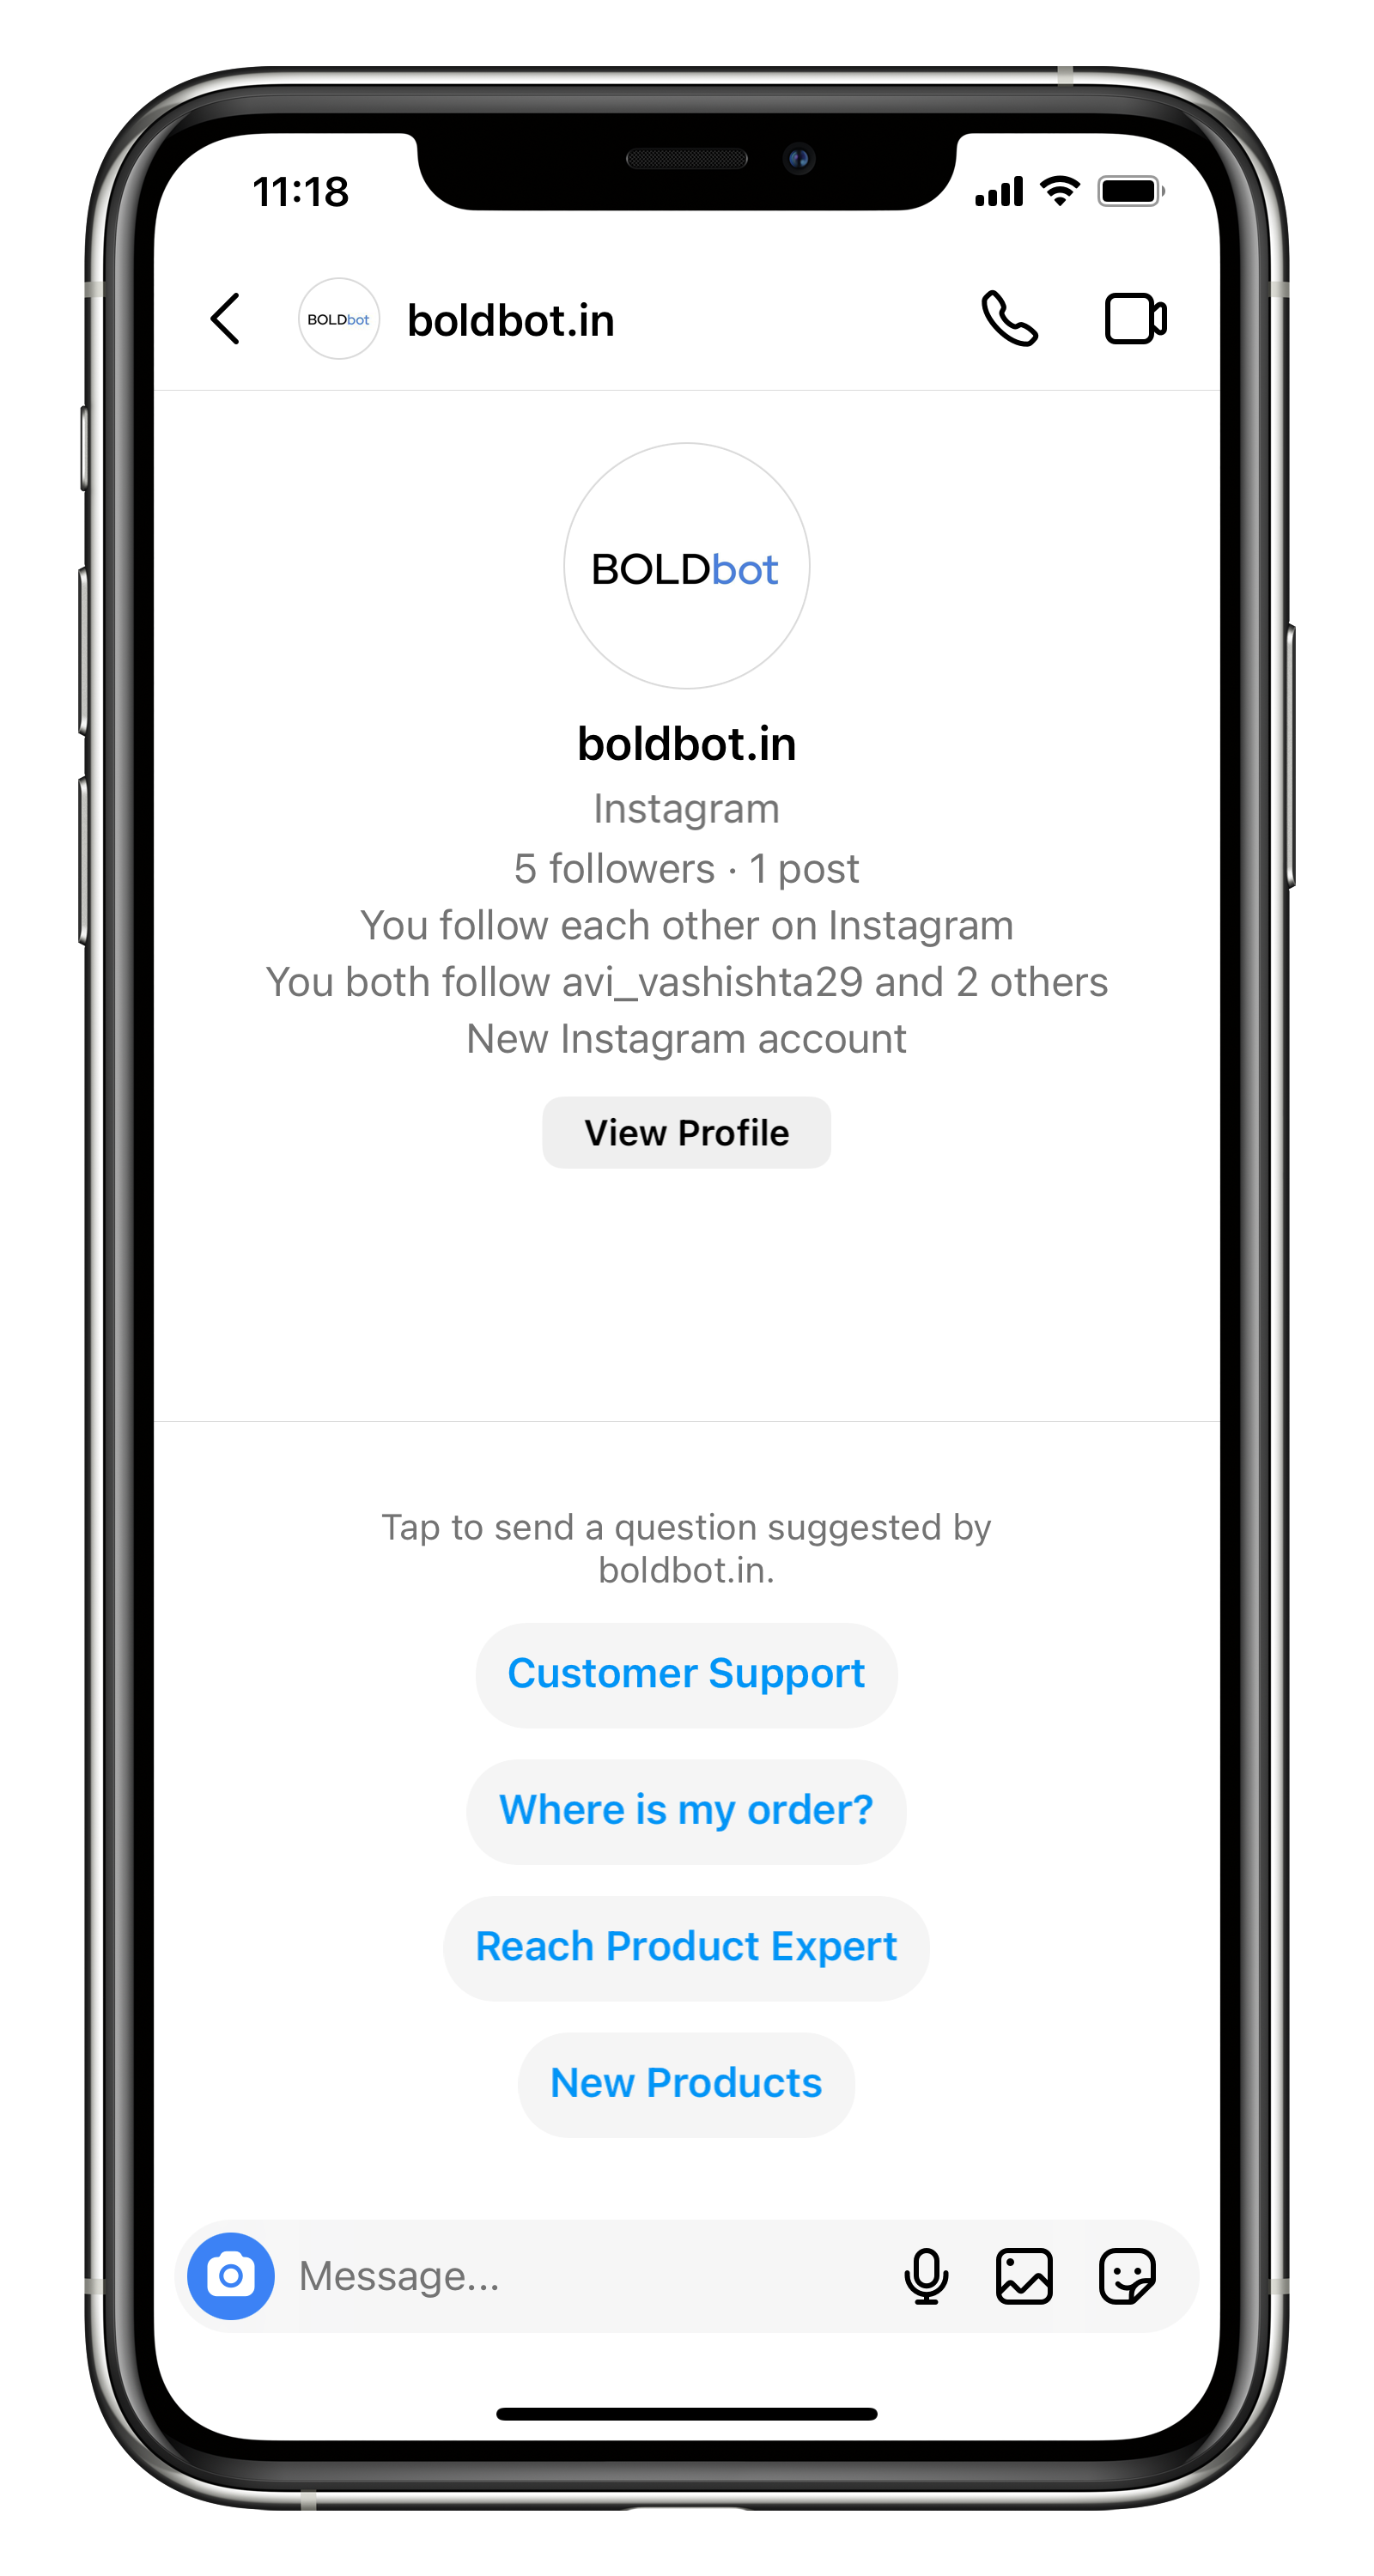 11:18
BOLDbot
boldbot.in
BOLDbot
boldbot.in
Instagram
5 followers · 1 post
You follow each other on Instagram
You both follow avi_vashishta29 and 2 others
New Instagram account
View Profile
Tap to send a question suggested by
boldbot.in.
Customer Support
Where is my order?
Reach Product Expert
New Products
Message...